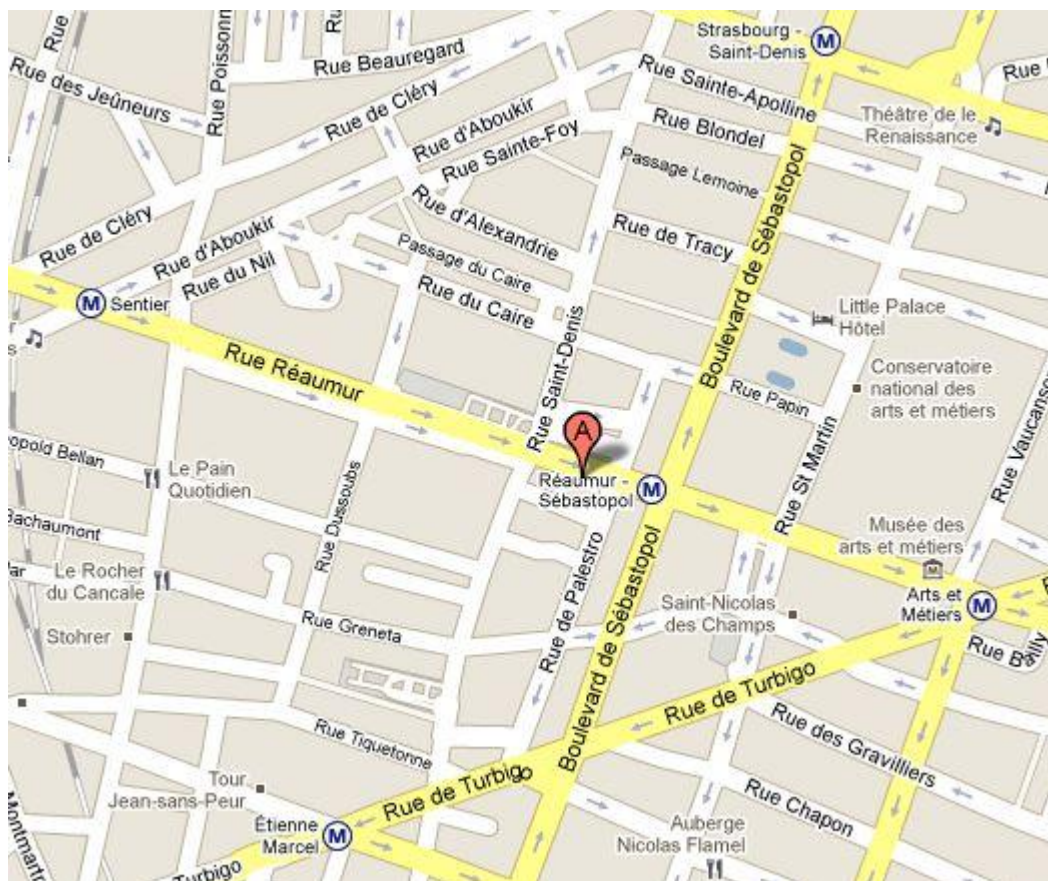 Strasbourg -
Saint-Denis
M
Rue Beauregard
Rue Poissonn
Rue
Rue des Jeûneurs
Rue de Cléry
Rue d'Aboukir
Rue Sainte-Foy
Rue Sainte-Apolline
Rue Blondel
Passage Lemoine
Théâtre de le
Renaissance
Rue
Rue de Cléry
Rue d'Aboukir
Rue du Nil
Rue d'Alexandrie
Passage du Caire
Rue du Caire
Rue de Tracy
Boulevard de Sébastopol
M
Sentier
Little Palace
Hôtel
Rue Réaumur
Rue Saint-Denis
Rue Papin
Conservatoire
national des
arts et métiers
Rue Vaucanson
Rue St Martin
A
opold Bellan
Le Pain
Quotidien
Rue Dussoubs
Réaumur -
Sébastopol
M
Bachaumont
Musée des
arts et métiers
M
Le Rocher
du Cancale
Arts et
Métiers
M
Stohrer
Rue Greneta
Rue de Palestro
Boulevard de Sébastopol
Saint-Nicolas
des Champs
Rue Bailly
Rue de Turbigo
Rue Tiquetonne
Rue des Gravilliers
Tour
Jean-sans-Peur
Rue de Turbigo
Rue Chapon
Étienne
Marcel
M
Auberge
Nicolas Flamel
Montmartr
Turbigo